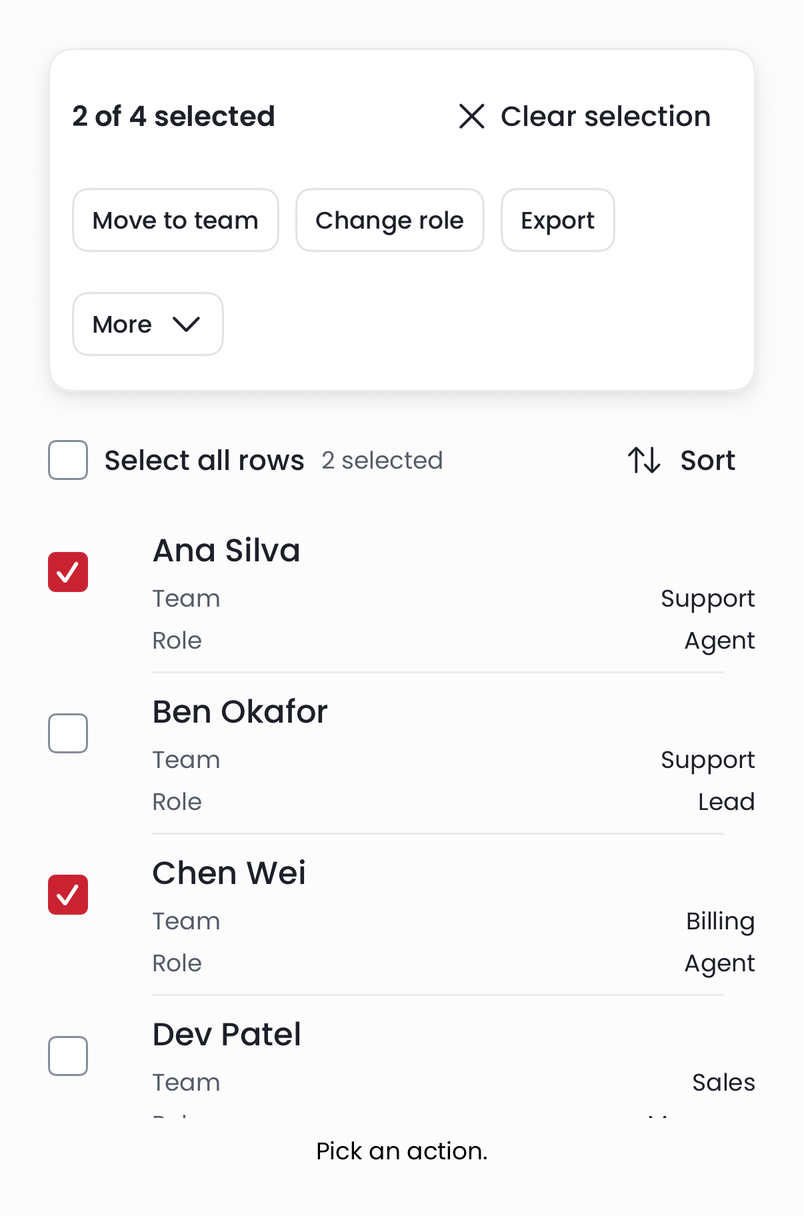 2 of 4 selected
Clear selection
Move to team
Change role
Export
More
Select all rows 2 selected
Sort
Ana Silva
Team Support
Role Agent
Ben Okafor
Team Support
Role Lead
Chen Wei
Team Billing
Role Agent
Dev Patel
Team Sales
Pick an action.